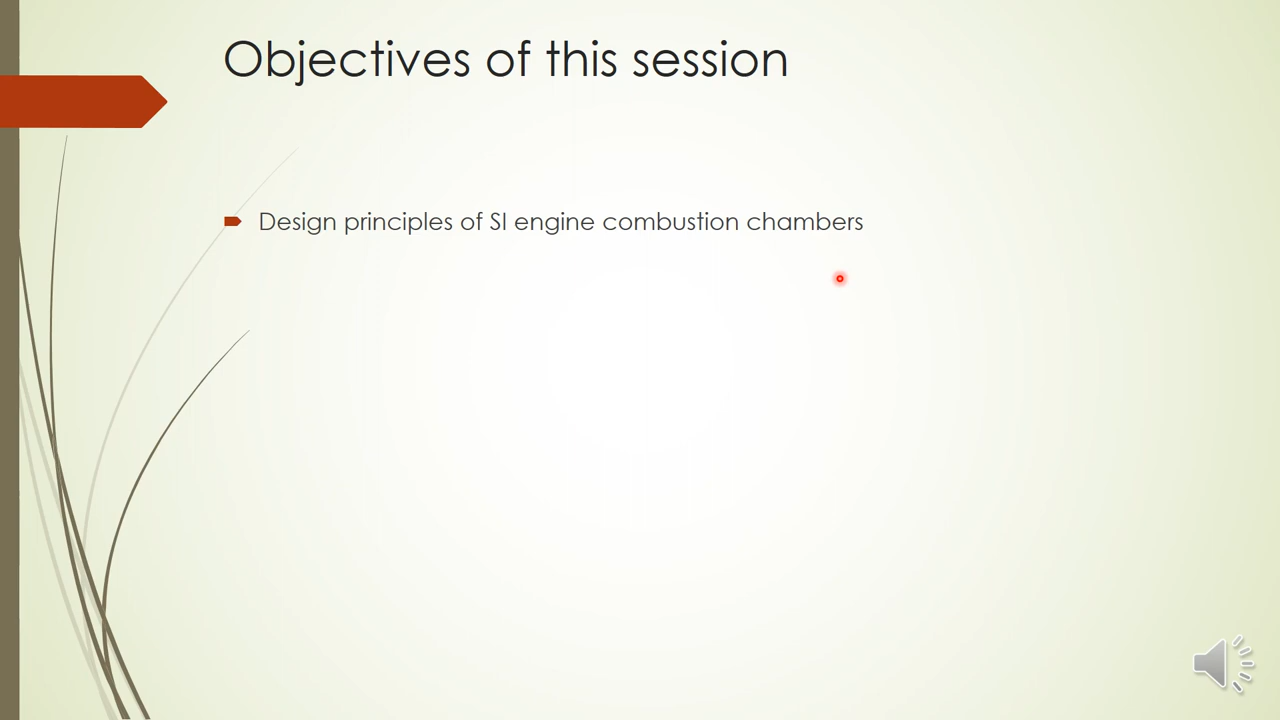 Objectives of this session
Design principles of SI engine combustion chambers